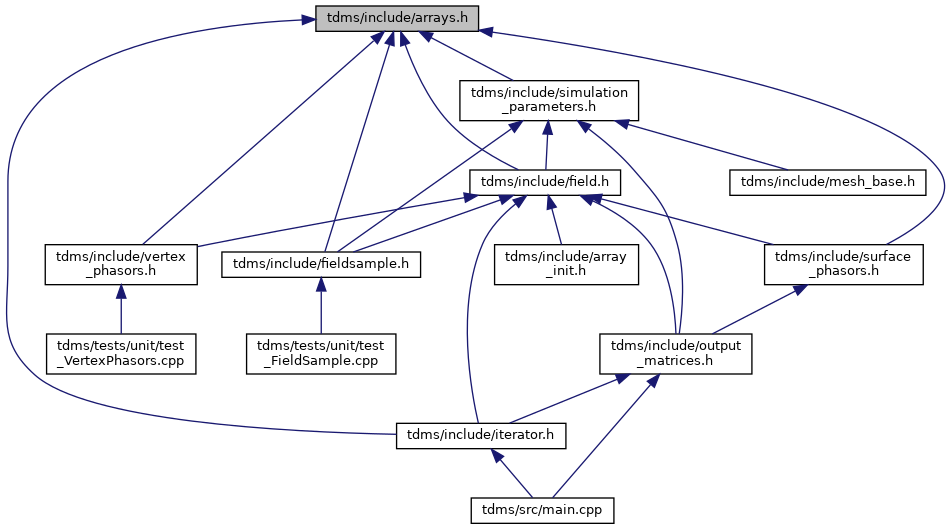 tdms/include/arrays.h
tdms/include/simulation
_parameters.h
tdms/include/field.h
tdms/include/mesh_base.h
tdms/include/vertex
_phasors.h
tdms/include/fieldsample.h
tdms/include/array
_init.h
tdms/include/surface
_phasors.h
tdms/tests/unit/test
_VertexPhasors.cpp
tdms/tests/unit/test
_FieldSample.cpp
tdms/include/output
_matrices.h
tdms/include/iterator.h
tdms/src/main.cpp